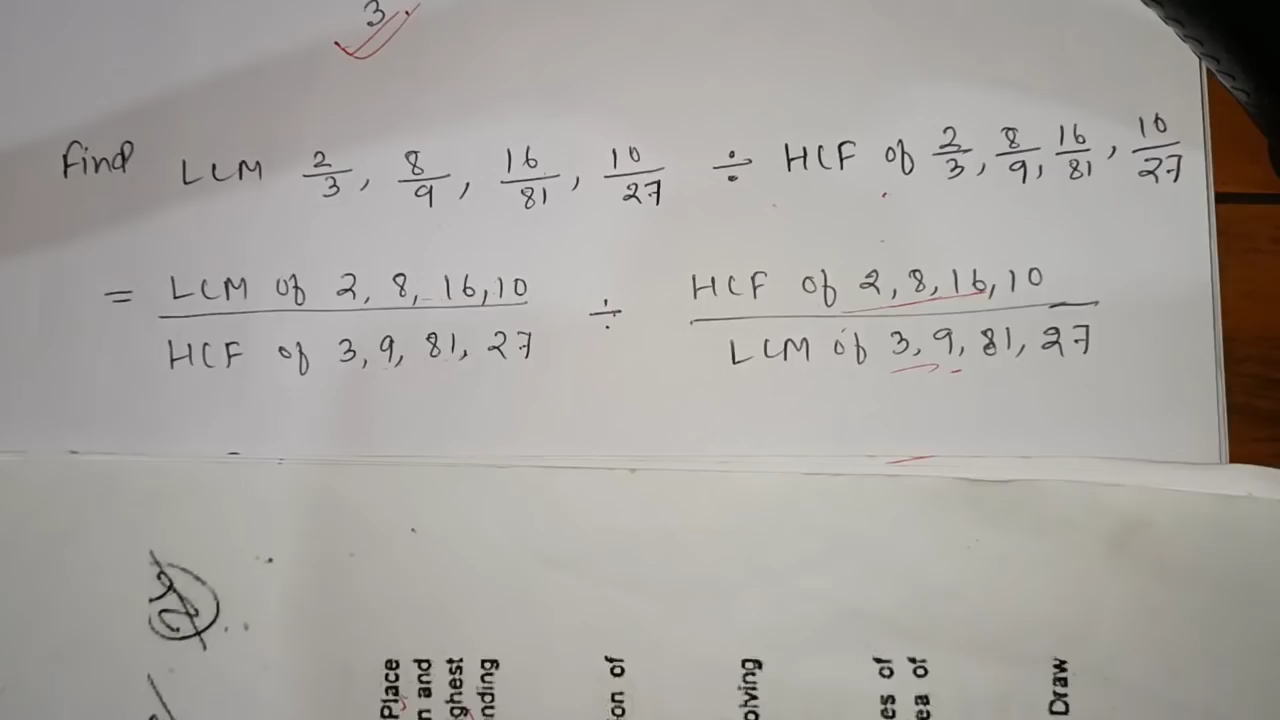 3.
Find LCM 2/3, 8/9, 16/81, 10/27 ÷ HCF of 2/3, 8/9, 16/81, 10/27
= LCM of 2, 8, 16, 10 / HCF of 3, 9, 81, 27 ÷ HCF of 2, 8, 16, 10 / LCM of 3, 9, 81, 27
Place
n and
ghest
nding
on of
olving
es of
ea of
Draw